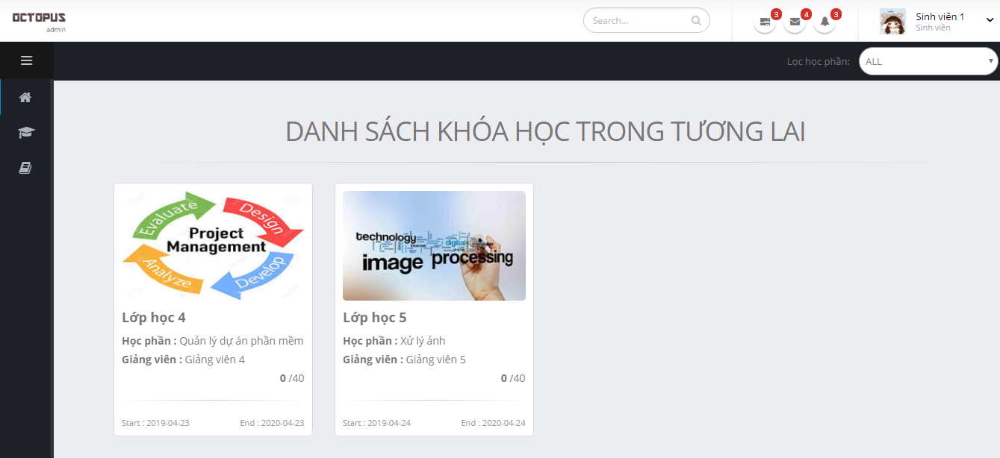 OCTOPUS
admin
Search...
3
4
3
Sinh viên 1
Sinh viên
Lọc học phần:
ALL
DANH SÁCH KHÓA HỌC TRONG TƯƠNG LAI
Evaluate
Design
Project
Management
Analyze
Develop
Lớp học 4
Học phần : Quản lý dự án phần mềm
Giảng viên : Giảng viên 4
0 /40
Start : 2019-04-23
End : 2020-04-23
technology
digital
computer
internet
image processing
Lớp học 5
Học phần : Xử lý ảnh
Giảng viên : Giảng viên 5
0 /40
Start : 2019-04-24
End : 2020-04-24